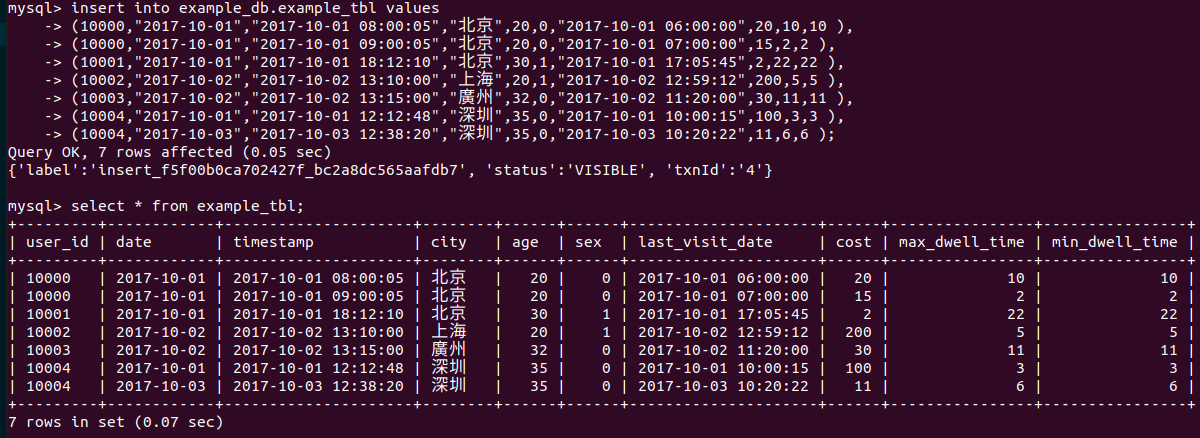 mysql> insert into example_db.example_tbl values
    -> (10000,"2017-10-01","2017-10-01 08:00:05","北京",20,0,"2017-10-01 06:00:00",20,10,10 ),
    -> (10000,"2017-10-01","2017-10-01 09:00:05","北京",20,0,"2017-10-01 07:00:00",15,2,2 ),
    -> (10001,"2017-10-01","2017-10-01 18:12:10","北京",30,1,"2017-10-01 17:05:45",2,22,22 ),
    -> (10002,"2017-10-02","2017-10-02 13:10:00","上海",20,1,"2017-10-02 12:59:12",200,5,5 ),
    -> (10003,"2017-10-02","2017-10-02 13:15:00","廣州",32,0,"2017-10-02 11:20:00",30,11,11 ),
    -> (10004,"2017-10-01","2017-10-01 12:12:48","深圳",35,0,"2017-10-01 10:00:15",100,3,3 ),
    -> (10004,"2017-10-03","2017-10-03 12:38:20","深圳",35,0,"2017-10-03 10:20:22",11,6,6 );
Query OK, 7 rows affected (0.05 sec)
{'label':'insert_f5f00b0ca702427f_bc2a8dc565aafdb7', 'status':'VISIBLE', 'txnId':'4'}
mysql> select * from example_tbl;
+---------+------------+---------------------+--------+------+------+---------------------+------+----------------+----------------+
| user_id | date       | timestamp           | city   | age  | sex  | last_visit_date     | cost | max_dwell_time | min_dwell_time |
+---------+------------+---------------------+--------+------+------+---------------------+------+----------------+----------------+
| 10000   | 2017-10-01 | 2017-10-01 08:00:05 | 北京   |   20 |    0 | 2017-10-01 06:00:00 |   20 |             10 |             10 |
| 10000   | 2017-10-01 | 2017-10-01 09:00:05 | 北京   |   20 |    0 | 2017-10-01 07:00:00 |   15 |              2 |              2 |
| 10001   | 2017-10-01 | 2017-10-01 18:12:10 | 北京   |   30 |    1 | 2017-10-01 17:05:45 |    2 |             22 |             22 |
| 10002   | 2017-10-02 | 2017-10-02 13:10:00 | 上海   |   20 |    1 | 2017-10-02 12:59:12 |  200 |              5 |              5 |
| 10003   | 2017-10-02 | 2017-10-02 13:15:00 | 廣州   |   32 |    0 | 2017-10-02 11:20:00 |   30 |             11 |             11 |
| 10004   | 2017-10-01 | 2017-10-01 12:12:48 | 深圳   |   35 |    0 | 2017-10-01 10:00:15 |  100 |              3 |              3 |
| 10004   | 2017-10-03 | 2017-10-03 12:38:20 | 深圳   |   35 |    0 | 2017-10-03 10:20:22 |   11 |              6 |              6 |
+---------+------------+---------------------+--------+------+------+---------------------+------+----------------+----------------+
7 rows in set (0.07 sec)